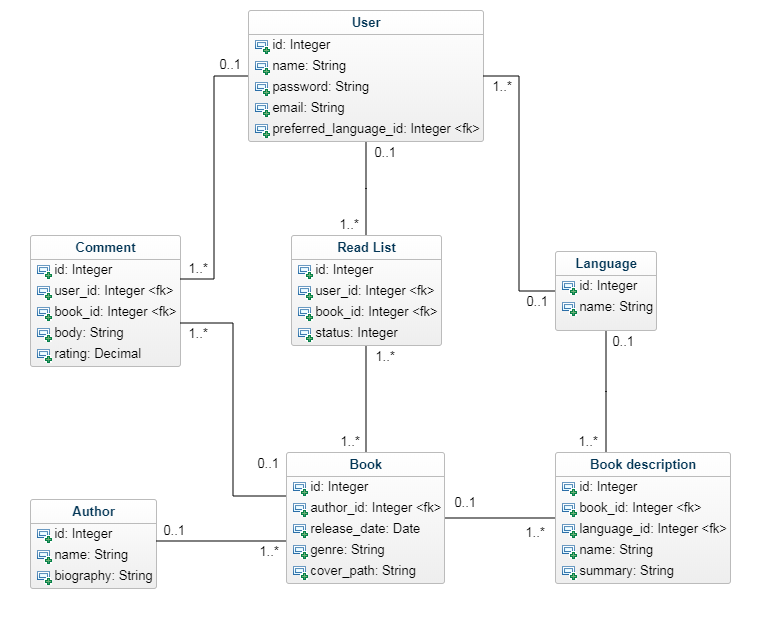 User
id: Integer
name: String
password: String
email: String
preferred_language_id: Integer <fk>
0..1
1..*
0..1
1..*
Comment
id: Integer
user_id: Integer <fk>
book_id: Integer <fk>
body: String
rating: Decimal
1..*
1..*
Read List
id: Integer
user_id: Integer <fk>
book_id: Integer <fk>
status: Integer
1..*
Language
id: Integer
name: String
0..1
0..1
1..*
1..*
0..1
Book
id: Integer
author_id: Integer <fk>
release_date: Date
genre: String
cover_path: String
0..1
1..*
Book description
id: Integer
book_id: Integer <fk>
language_id: Integer <fk>
name: String
summary: String
Author
id: Integer
name: String
biography: String
0..1
1..*